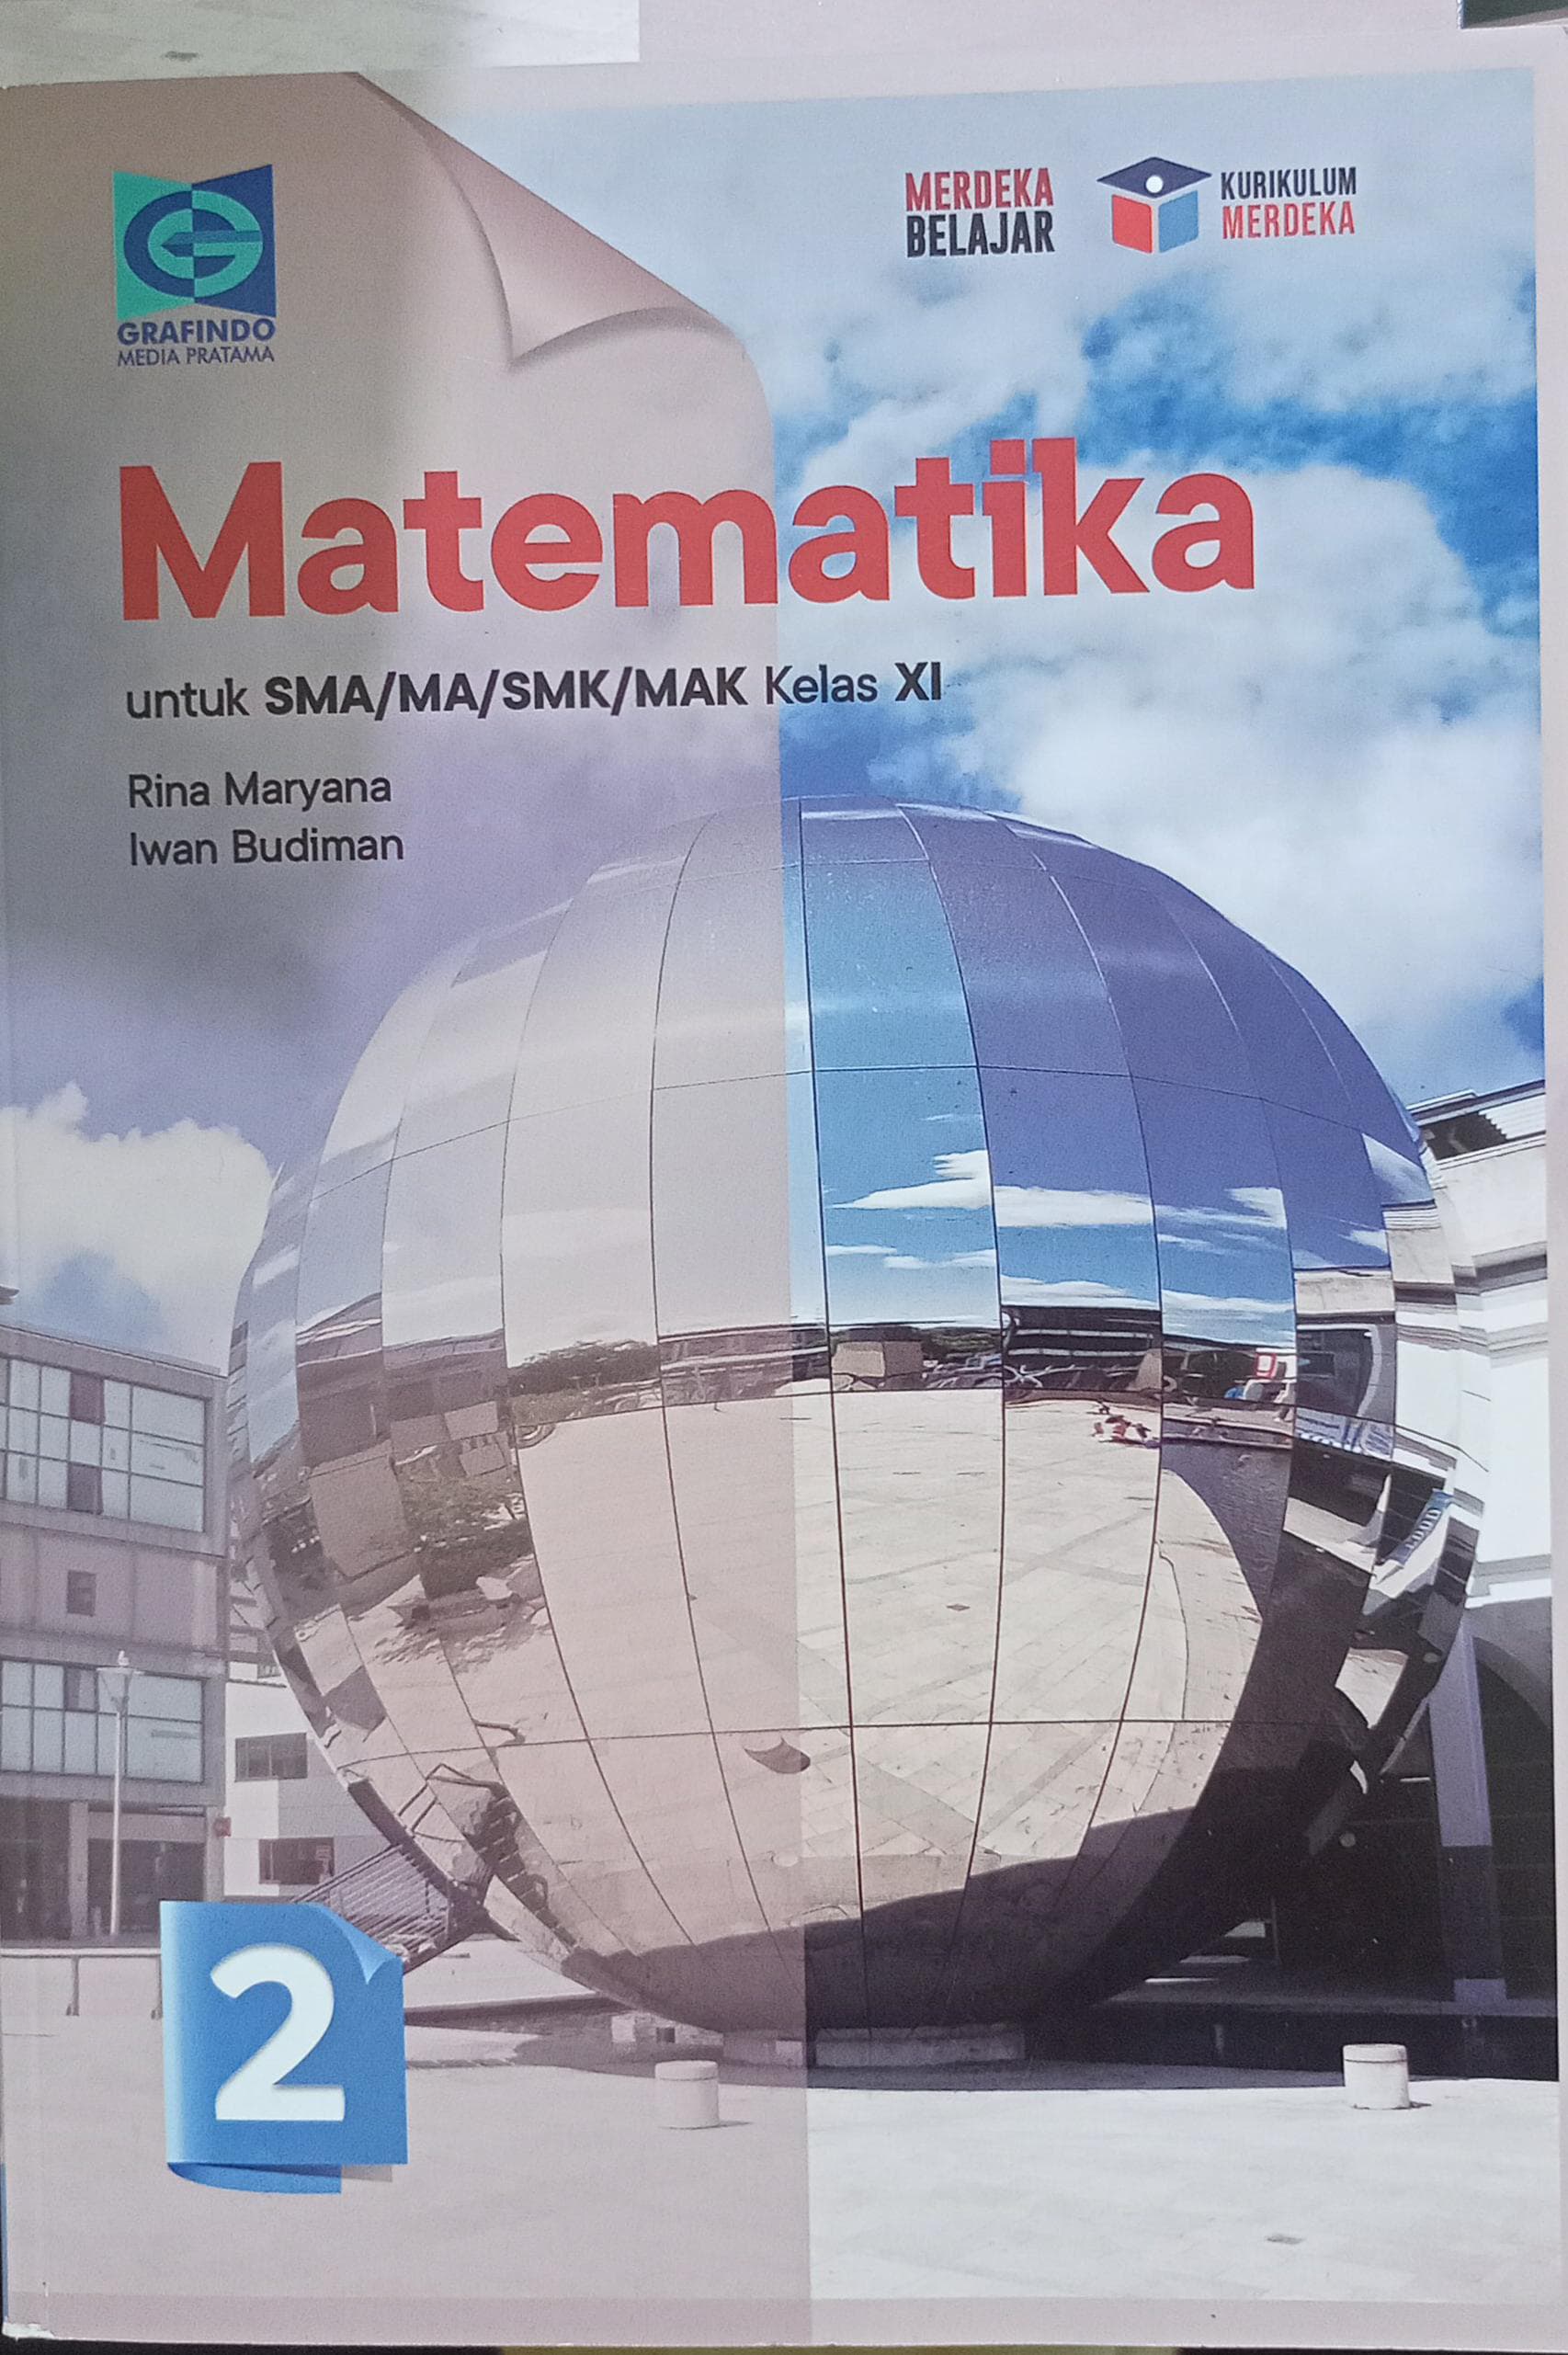 GRAFINDO
MEDIA PRATAMA
MERDEKA
BELAJAR
KURIKULUM
MERDEKA
Matematika
untuk SMA/MA/SMK/MAK Kelas XI
Rina Maryana
Iwan Budiman
2